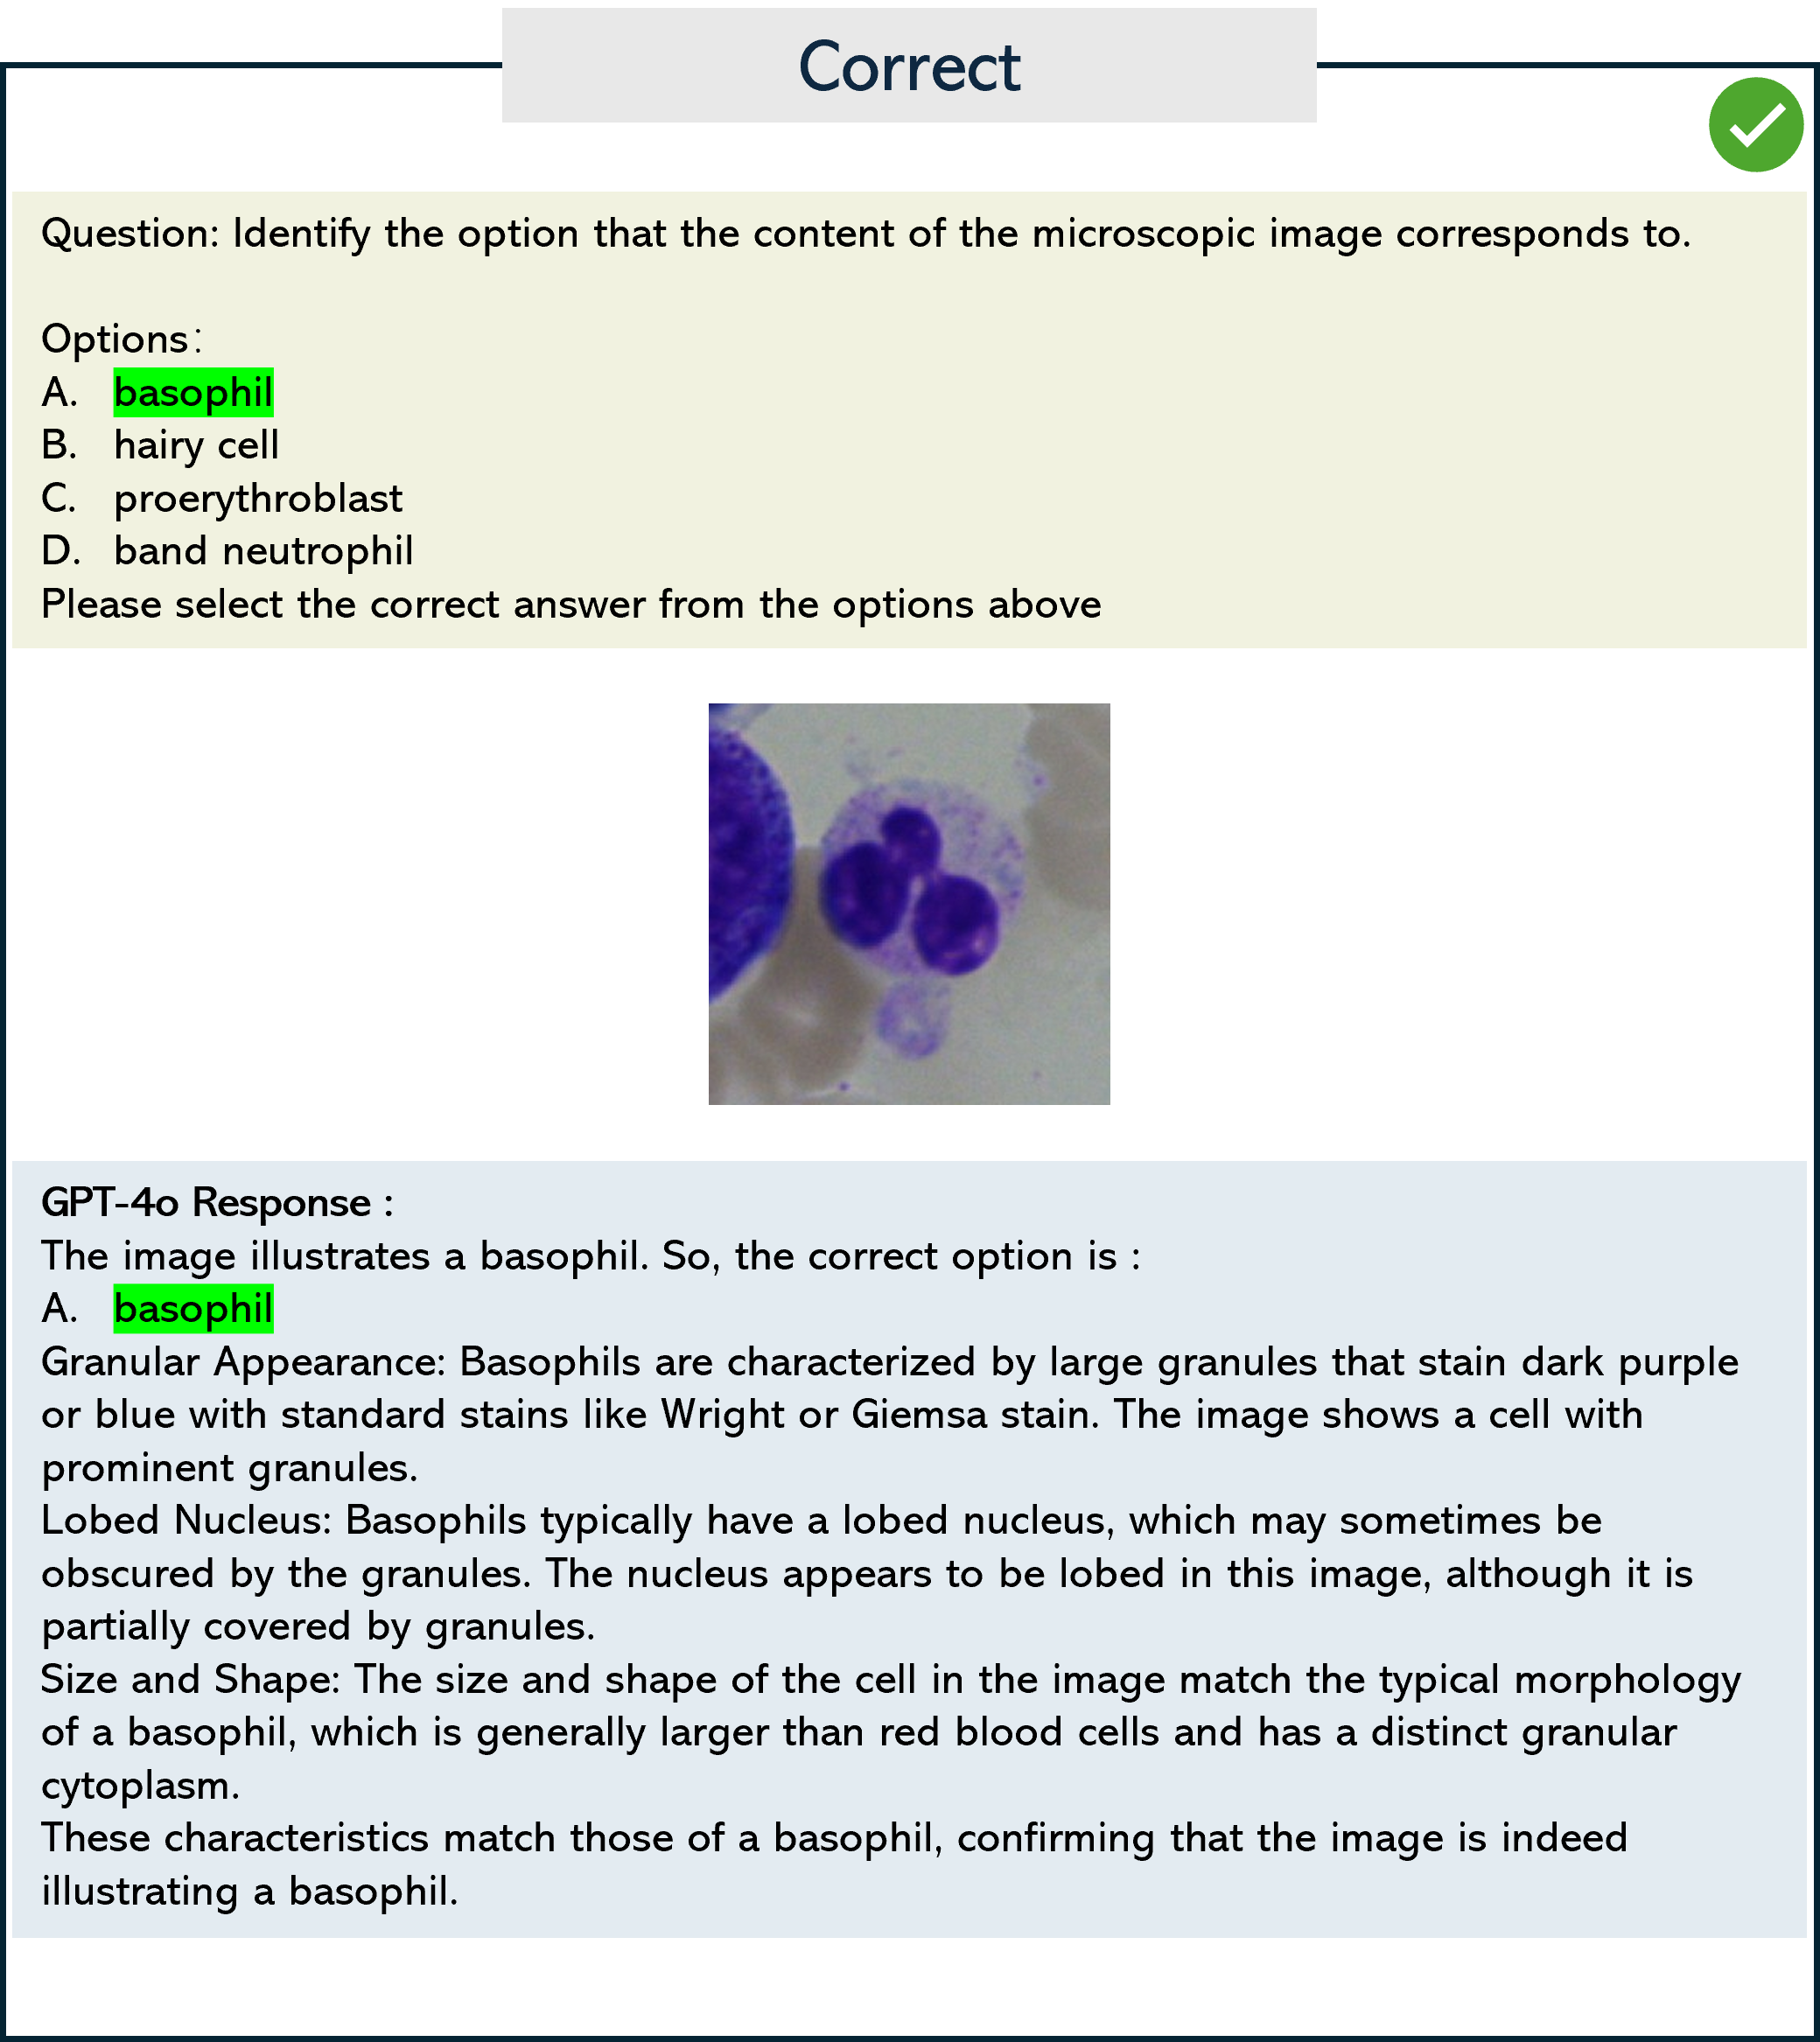 Correct
Question: Identify the option that the content of the microscopic image corresponds to.
Options:
A. basophil
B. hairy cell
C. proerythroblast
D. band neutrophil
Please select the correct answer from the options above
GPT-4o Response :
The image illustrates a basophil. So, the correct option is :
A. basophil
Granular Appearance: Basophils are characterized by large granules that stain dark purple
or blue with standard stains like Wright or Giemsa stain. The image shows a cell with
prominent granules.
Lobed Nucleus: Basophils typically have a lobed nucleus, which may sometimes be
obscured by the granules. The nucleus appears to be lobed in this image, although it is
partially covered by granules.
Size and Shape: The size and shape of the cell in the image match the typical morphology
of a basophil, which is generally larger than red blood cells and has a distinct granular
cytoplasm.
These characteristics match those of a basophil, confirming that the image is indeed
illustrating a basophil.